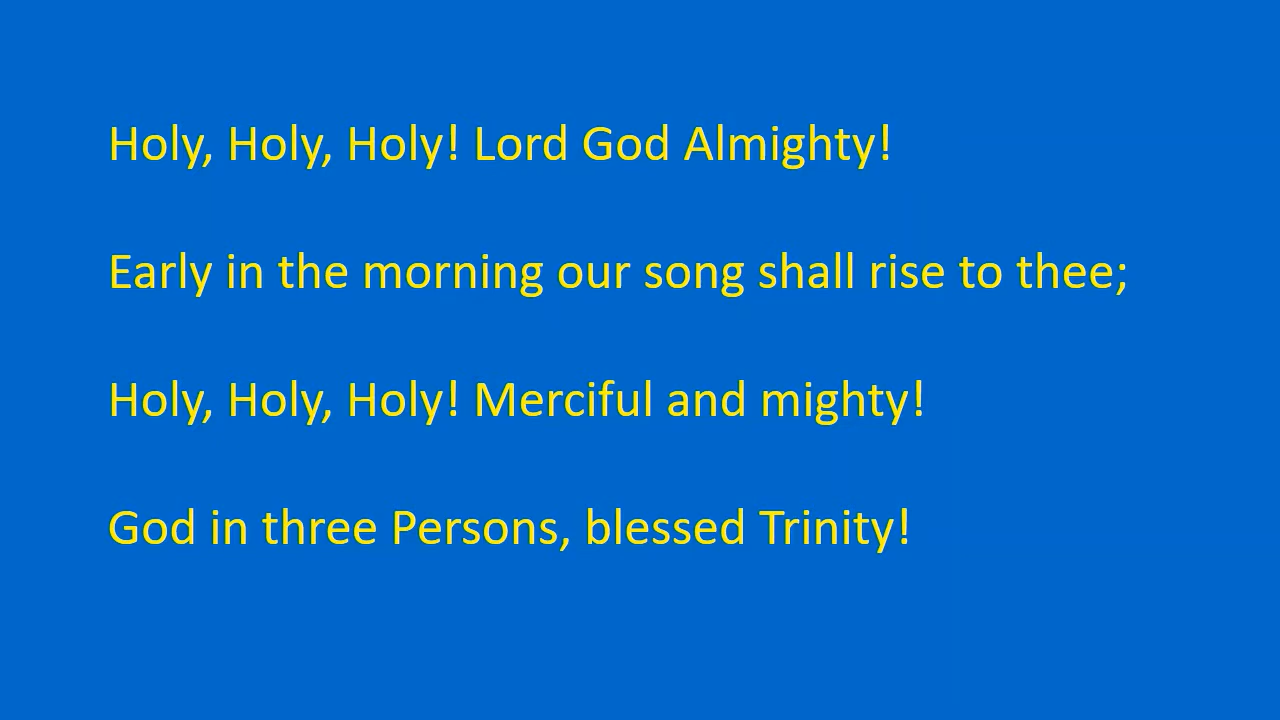 Holy, Holy, Holy! Lord God Almighty!
Early in the morning our song shall rise to thee;
Holy, Holy, Holy! Merciful and mighty!
God in three Persons, blessed Trinity!